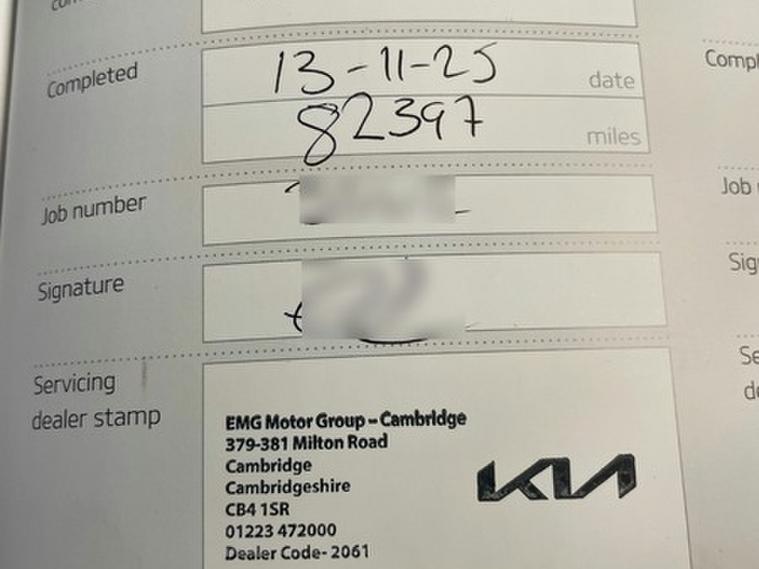 Completed
13-11-25
date
Compl
82397
miles
Job number
Job
Signature
Sig
Servicing
dealer stamp
Se
de
EMG Motor Group - Cambridge
379-381 Milton Road
Cambridge
Cambridgeshire
CB4 1SR
01223 472000
Dealer Code- 2061
KIA